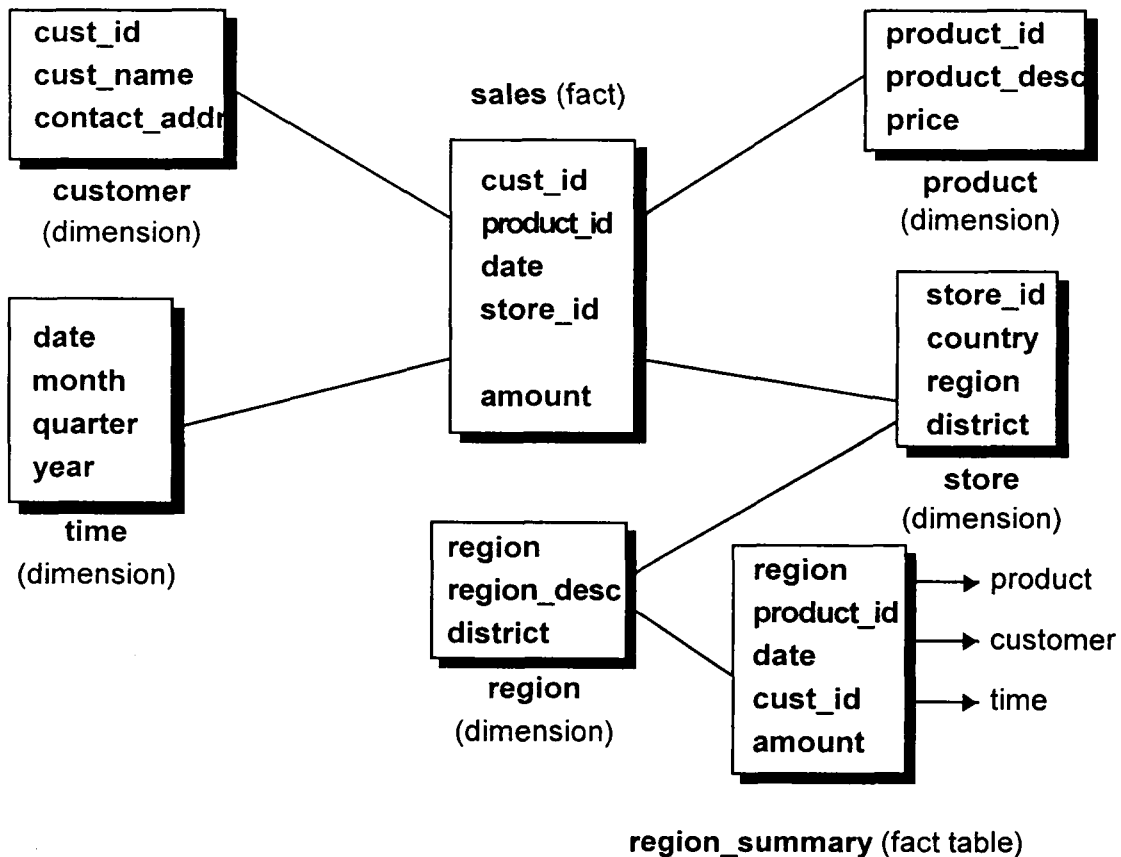 cust_id
cust_name
contact_addr
customer
(dimension)
sales (fact)
cust_id
product_id
date
store_id
amount
product_id
product_desc
price
product
(dimension)
date
month
quarter
year
time
(dimension)
store_id
country
region
district
store
(dimension)
region
region_desc
district
region
(dimension)
region
product_id
date
cust_id
amount
product
customer
time
region_summary (fact table)